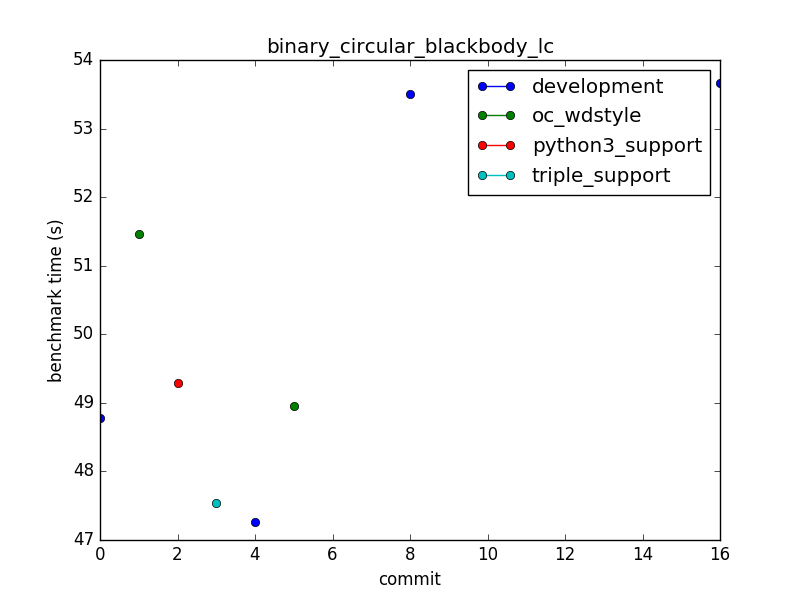 binary_circular_blackbody_lc
54
53
52
51
50
49
48
47
benchmark time (s)
development
oc_wdstyle
python3_support
triple_support
0 2 4 6 8 10 12 14 16
commit